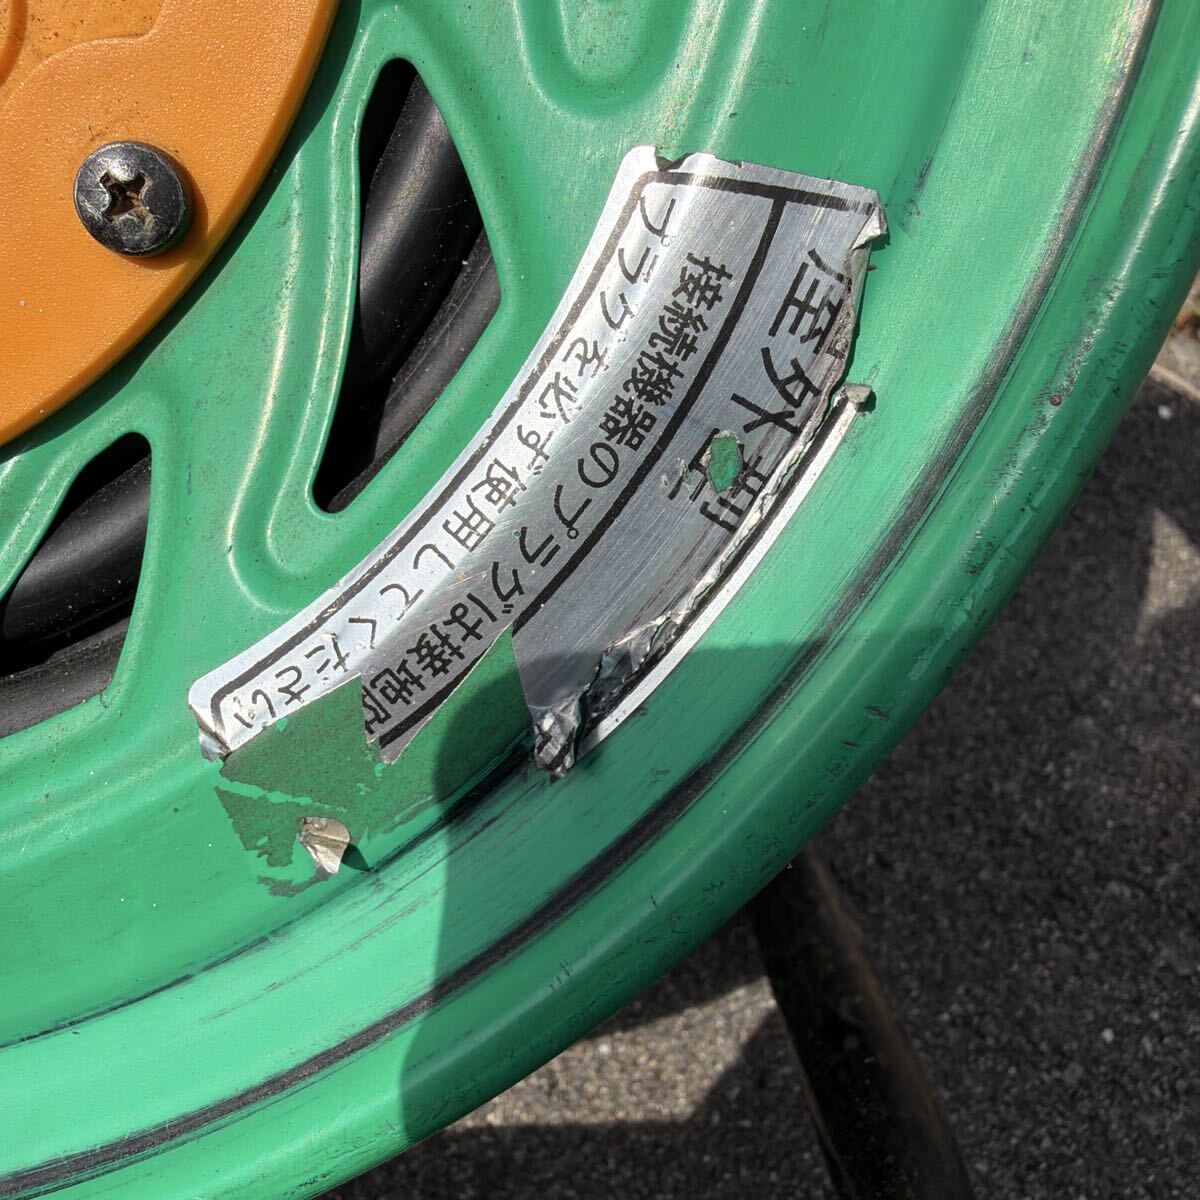 屋外型
接続機器のプラグは接地
プラグを必ず使用してください